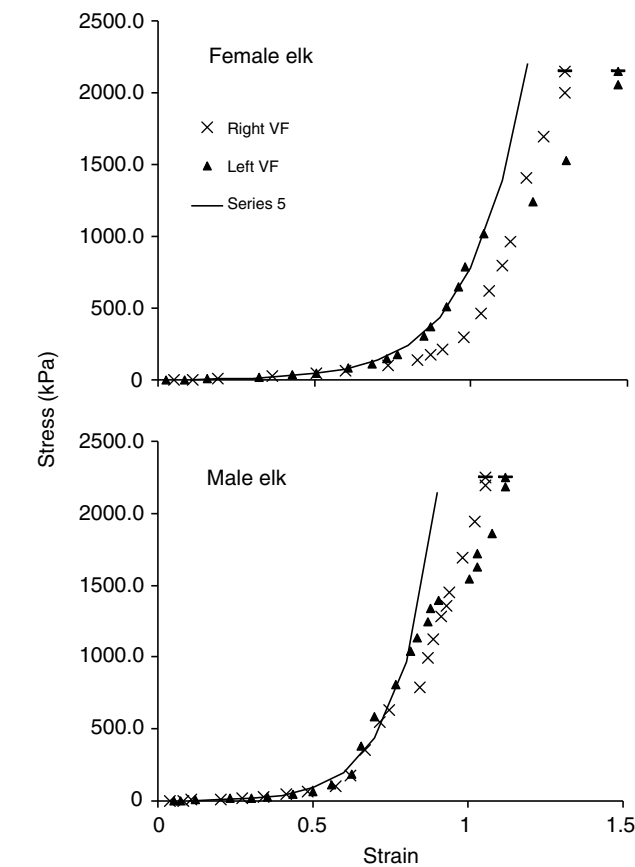 2500.0
Female elk
2000.0
Right VF
1500.0
Left VF
Series 5
1000.0
500.0
0
Stress (kPa)
2500.0
Male elk
2000.0
1500.0
1000.0
500.0
0
0 0.5 1 1.5
Strain